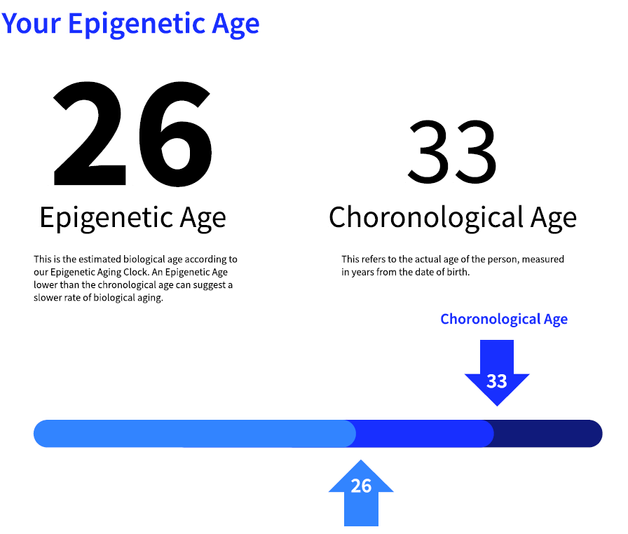 Your Epigenetic Age
26
Epigenetic Age
This is the estimated biological age according to
our Epigenetic Aging Clock. An Epigenetic Age
lower than the chronological age can suggest a
slower rate of biological aging.
33
Choronological Age
This refers to the actual age of the person, measured
in years from the date of birth.
Choronological Age
33
26